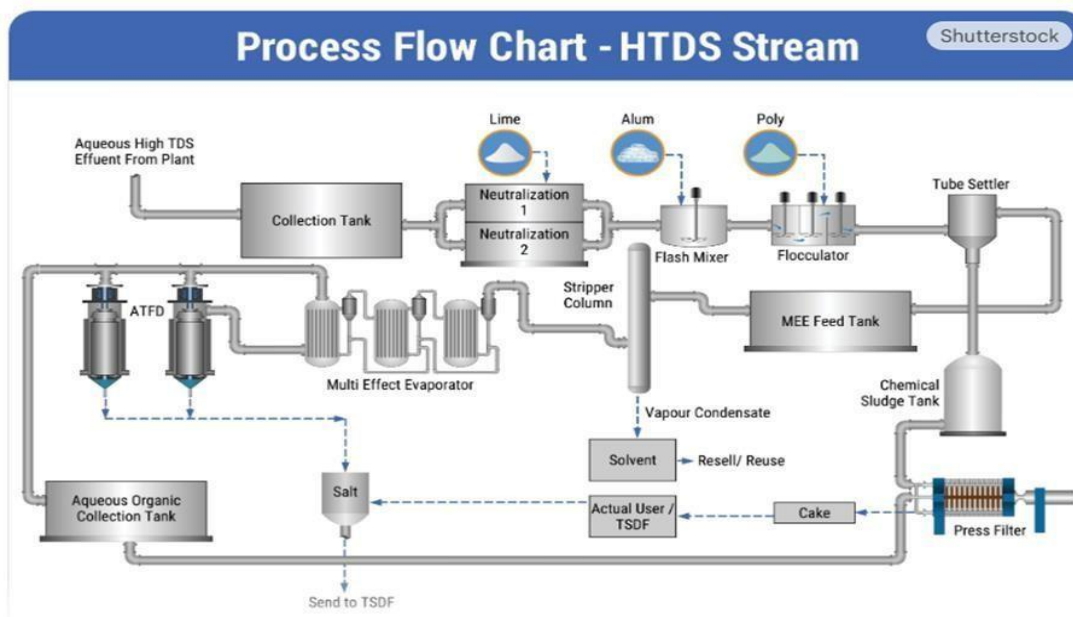 Process Flow Chart - HTDS Stream
Shutterstock
Aqueous High TDS
Effuent From Plant
Lime
Alum
Poly
Collection Tank
Neutralization
1
Neutralization
2
Flash Mixer
Flocculator
Tube Settler
ATFD
Multi Effect Evaporator
Stripper
Column
MEE Feed Tank
Chemical
Sludge Tank
Vapour Condensate
Solvent
Resell/ Reuse
Aqueous Organic
Collection Tank
Salt
Actual User /
TSDF
Cake
Press Filter
Send to TSDF